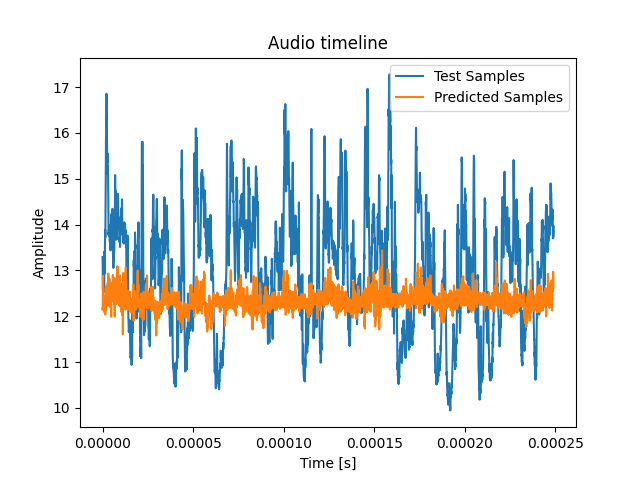 Audio timeline
Test Samples
Predicted Samples
Amplitude
17
16
15
14
13
12
11
10
0.00000
0.00005
0.00010
0.00015
0.00020
0.00025
Time [s]